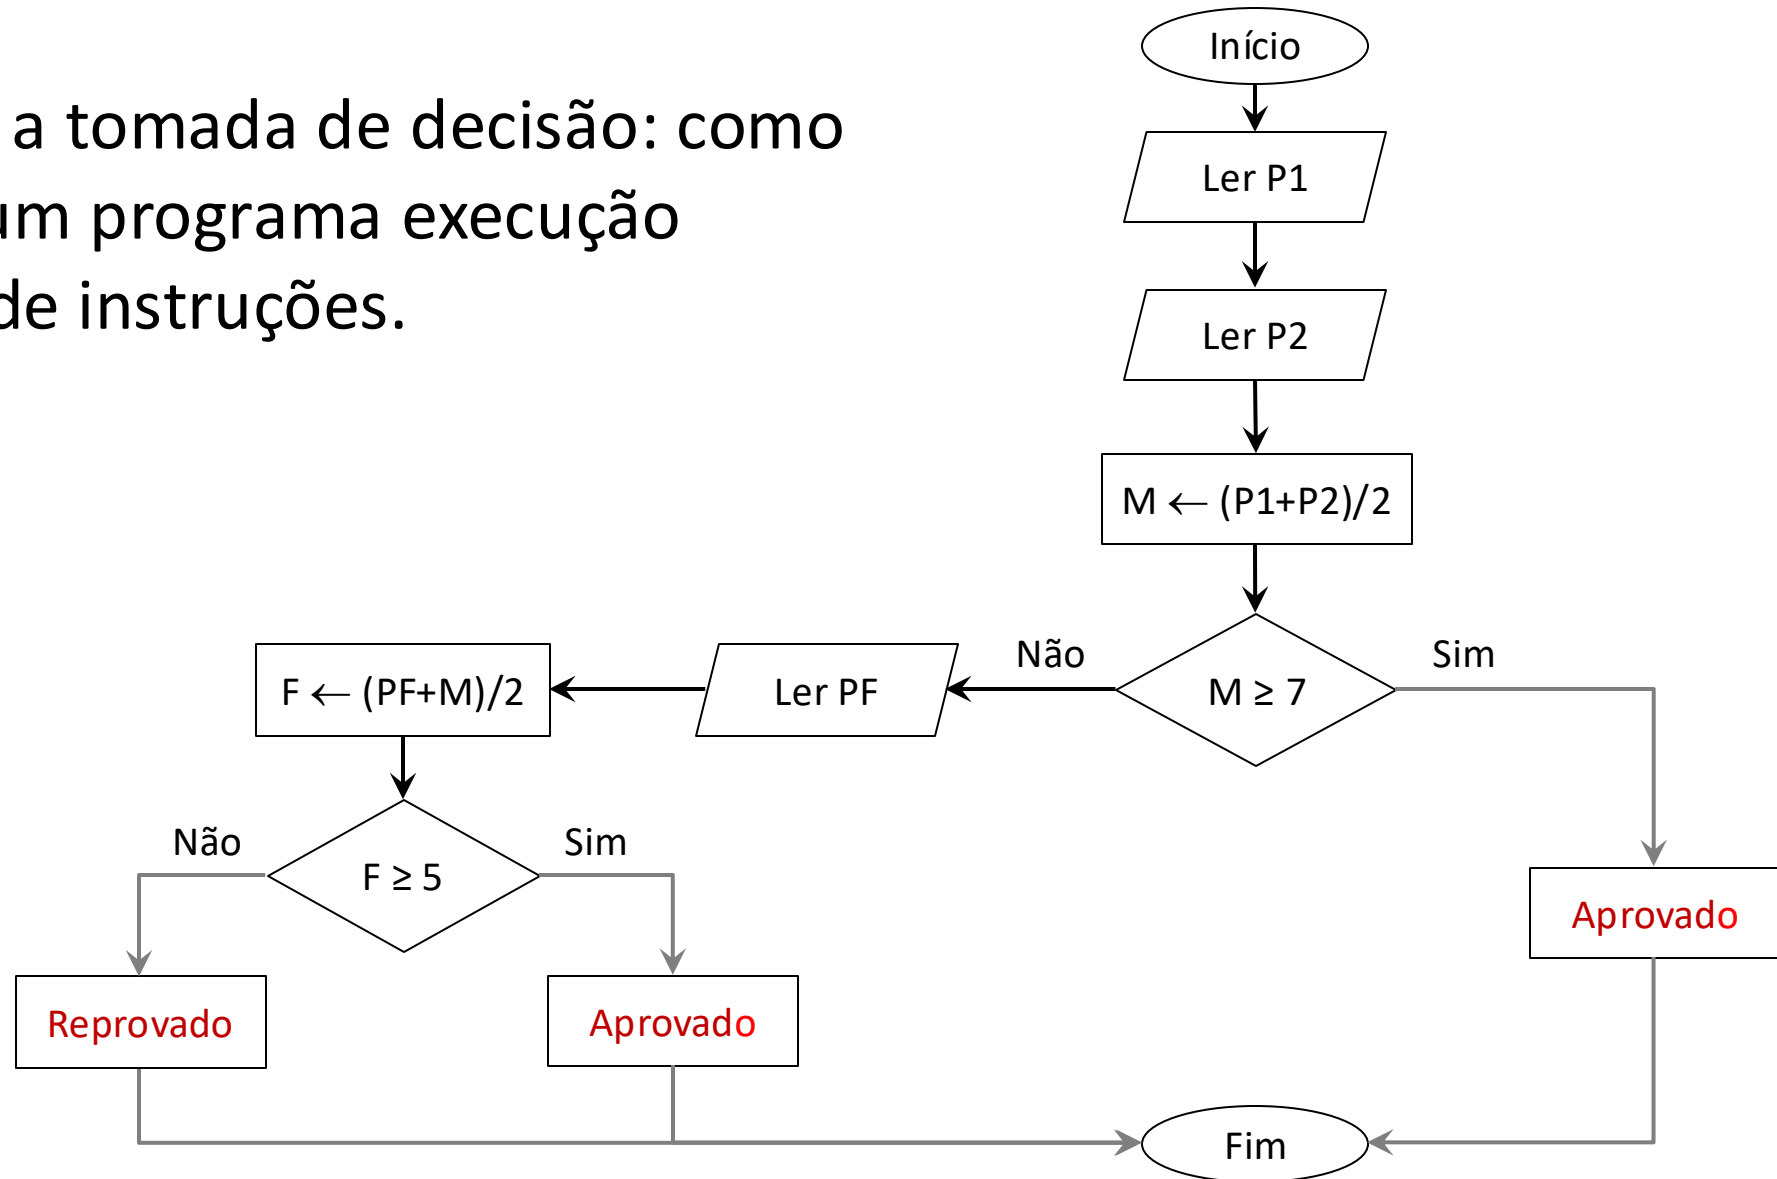 a tomada de decisão: como
um programa execução
de instruções.
Início
Ler P1
Ler P2
M ← (P1+P2)/2
M ≥ 7
Não
Sim
Ler PF
F ← (PF+M)/2
F ≥ 5
Não
Sim
Reprovado
Aprovado
Aprovado
Fim